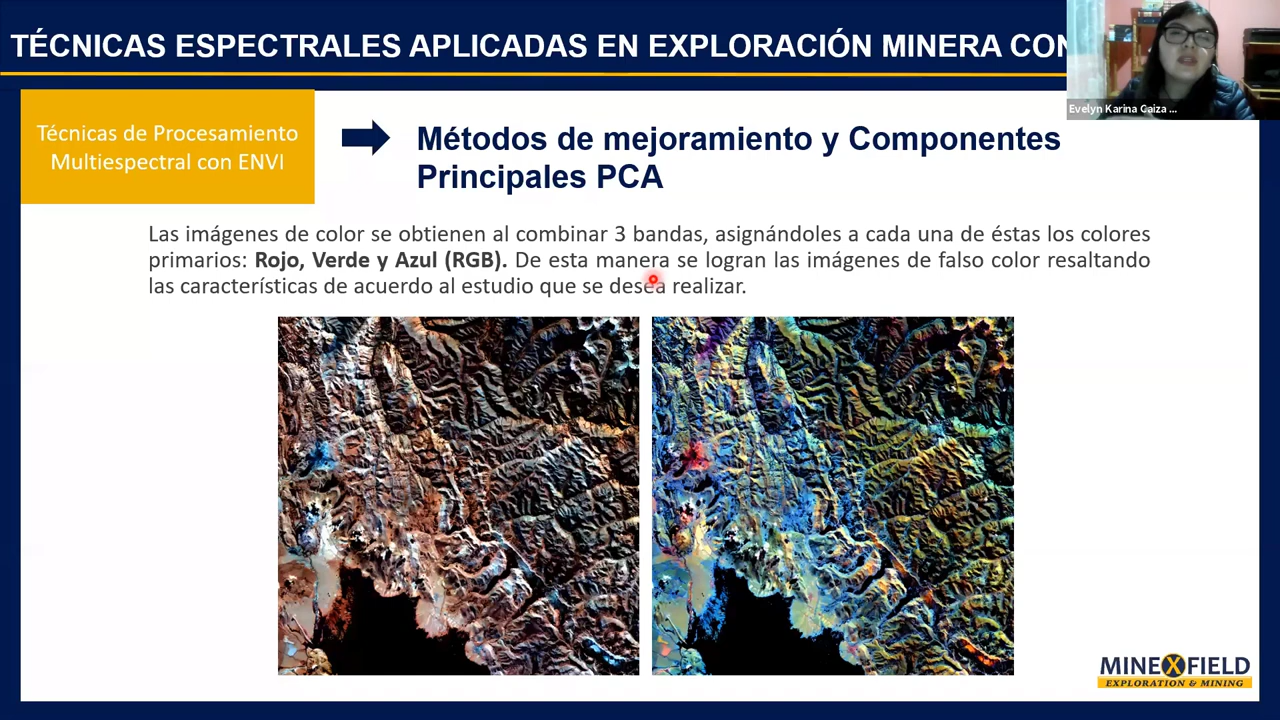 TÉCNICAS ESPECTRALES APLICADAS EN EXPLORACIÓN MINERA CON
Evelyn Karina Caiza ...
Técnicas de Procesamiento
Multiespectral con ENVI
Métodos de mejoramiento y Componentes
Principales PCA
Las imágenes de color se obtienen al combinar 3 bandas, asignándoles a cada una de éstas los colores
primarios: Rojo, Verde y Azul (RGB). De esta manera se logran las imágenes de falso color resaltando
las características de acuerdo al estudio que se desea realizar.
MINEXFIELD
EXPLORATION & MINING